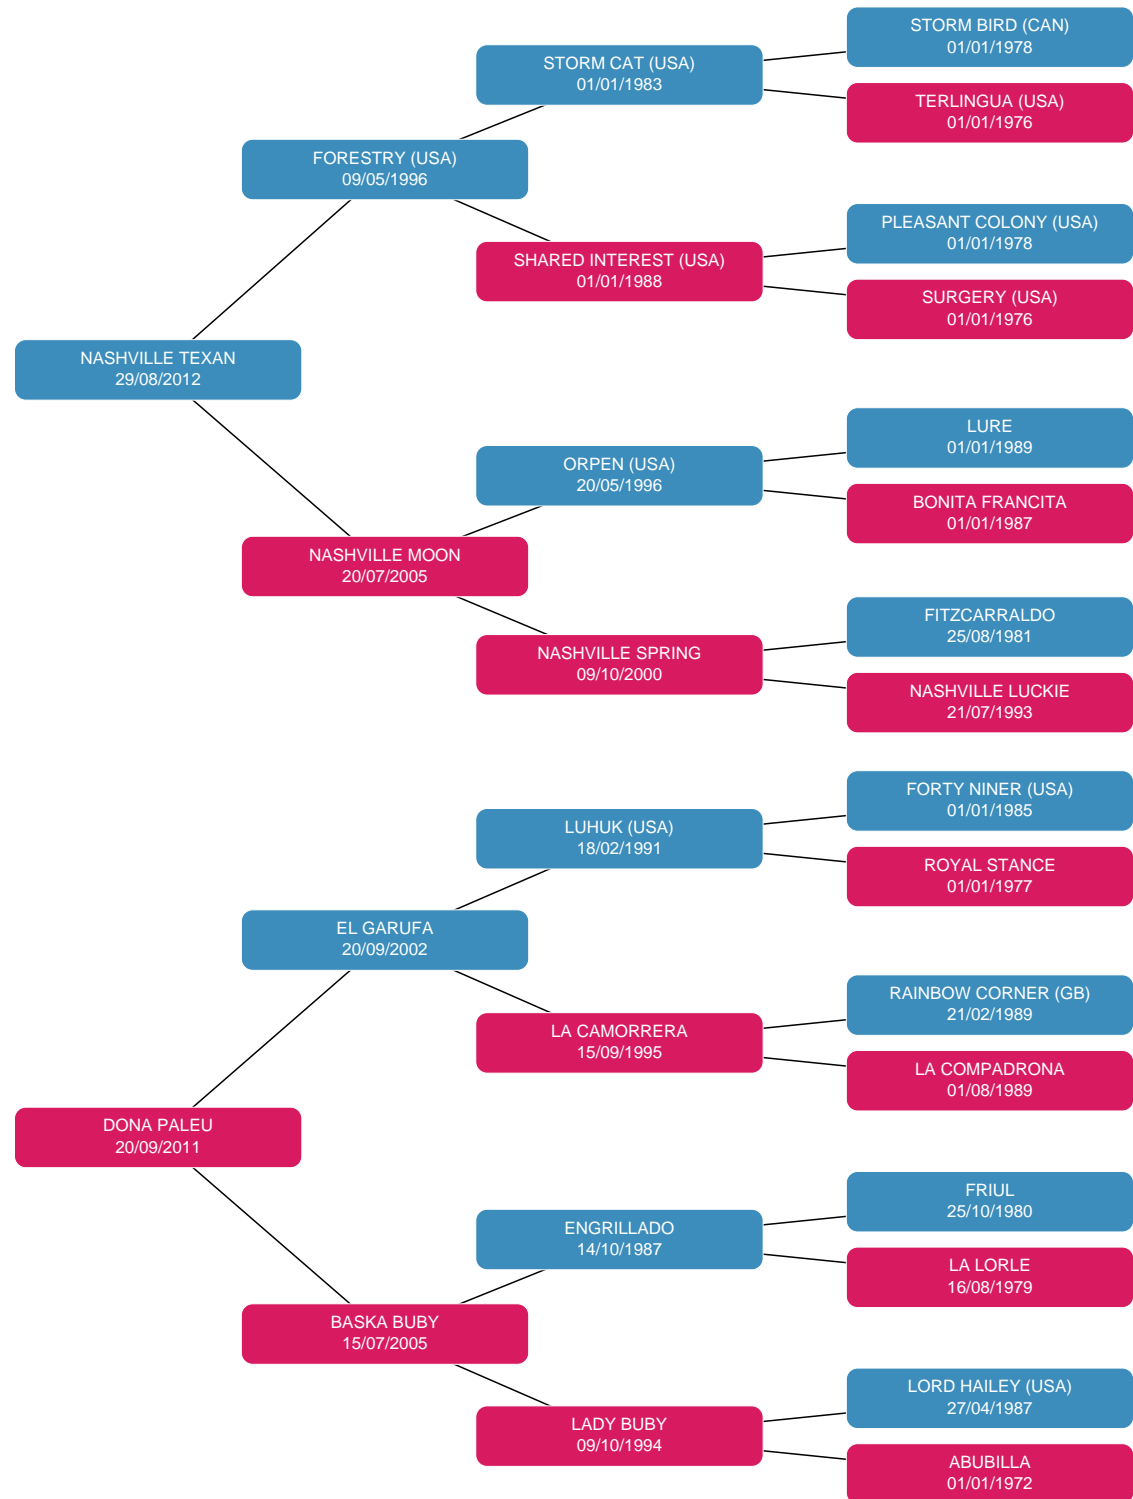 STORM BIRD (CAN)
01/01/1978
STORM CAT (USA)
01/01/1983
TERLINGUA (USA)
01/01/1976
FORESTRY (USA)
09/05/1996
PLEASANT COLONY (USA)
01/01/1978
SHARED INTEREST (USA)
01/01/1988
SURGERY (USA)
01/01/1976
NASHVILLE TEXAN
29/08/2012
LURE
01/01/1989
ORPEN (USA)
20/05/1996
BONITA FRANCITA
01/01/1987
NASHVILLE MOON
20/07/2005
FITZCARRALDO
25/08/1981
NASHVILLE SPRING
09/10/2000
NASHVILLE LUCKIE
21/07/1993
FORTY NINER (USA)
01/01/1985
LUHUK (USA)
18/02/1991
ROYAL STANCE
01/01/1977
EL GARUFA
20/09/2002
RAINBOW CORNER (GB)
21/02/1989
LA CAMORRERA
15/09/1995
LA COMPADRONA
01/08/1989
DONA PALEU
20/09/2011
FRIUL
25/10/1980
ENGRILLADO
14/10/1987
LA LORLE
16/08/1979
BASKA BUBY
15/07/2005
LORD HAILEY (USA)
27/04/1987
LADY BUBY
09/10/1994
ABUBILLA
01/01/1972